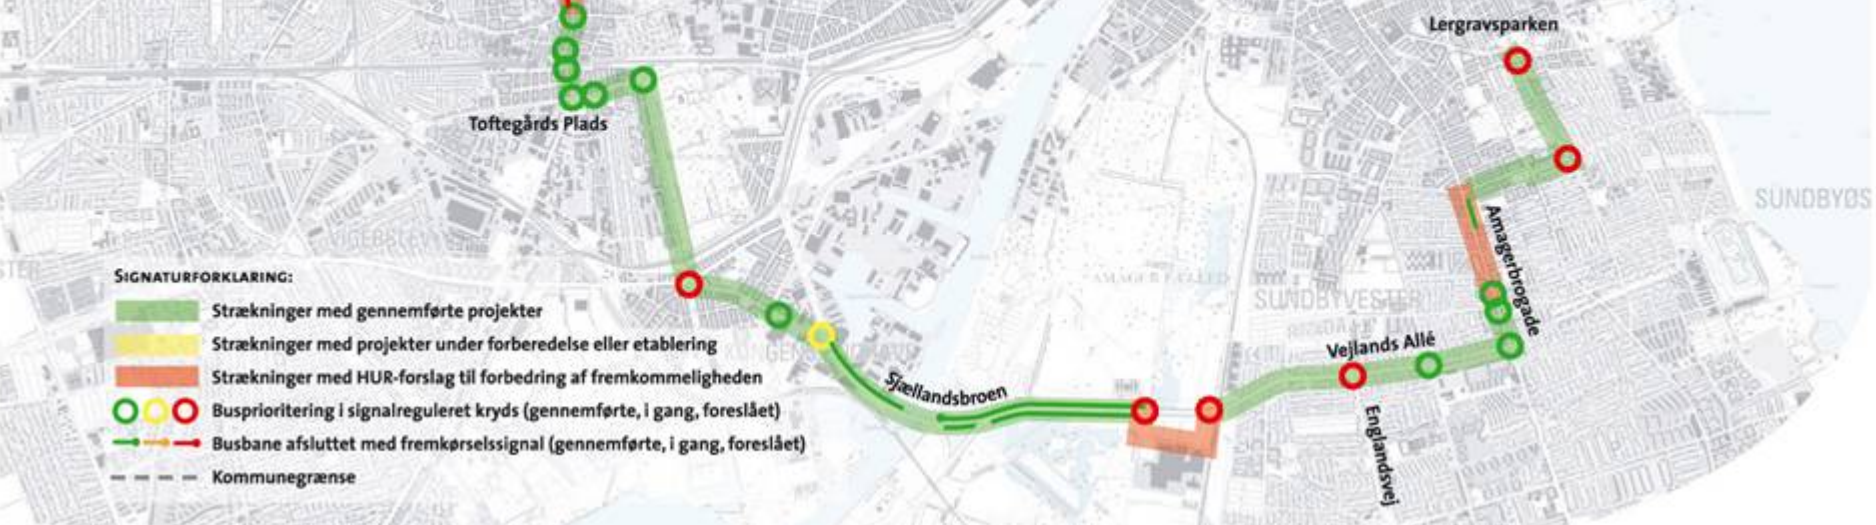 Lergravsparken
Toftegårds Plads
SUNDBYØS
Amagerbrogade
SIGNATURFORKLARING:
Strækninger med gennemførte projekter
Strækninger med projekter under forberedelse eller etablering
Strækninger med HUR-forslag til forbedring af fremkommeligheden
Busprioritering i signalreguleret kryds (gennemførte, i gang, foreslået)
Busbane afsluttet med fremkørselssignal (gennemførte, i gang, foreslået)
Kommunegrænse
SUNDBYVESTER
Vejlands Allé
Sjællandsbroen
Englandsvej